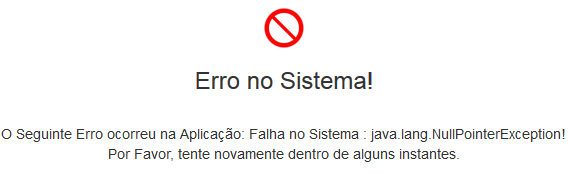 Erro no Sistema!
O Seguinte Erro ocorreu na Aplicação: Falha no Sistema : java.lang.NullPointerException!
Por Favor, tente novamente dentro de alguns instantes.